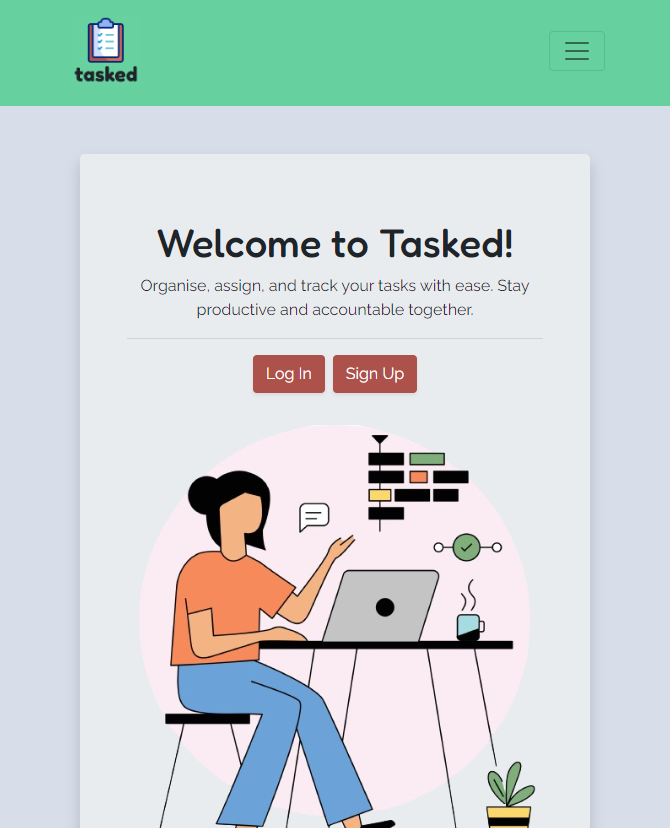 tasked
Welcome to Tasked!
Organise, assign, and track your tasks with ease. Stay
productive and accountable together.
Log In Sign Up